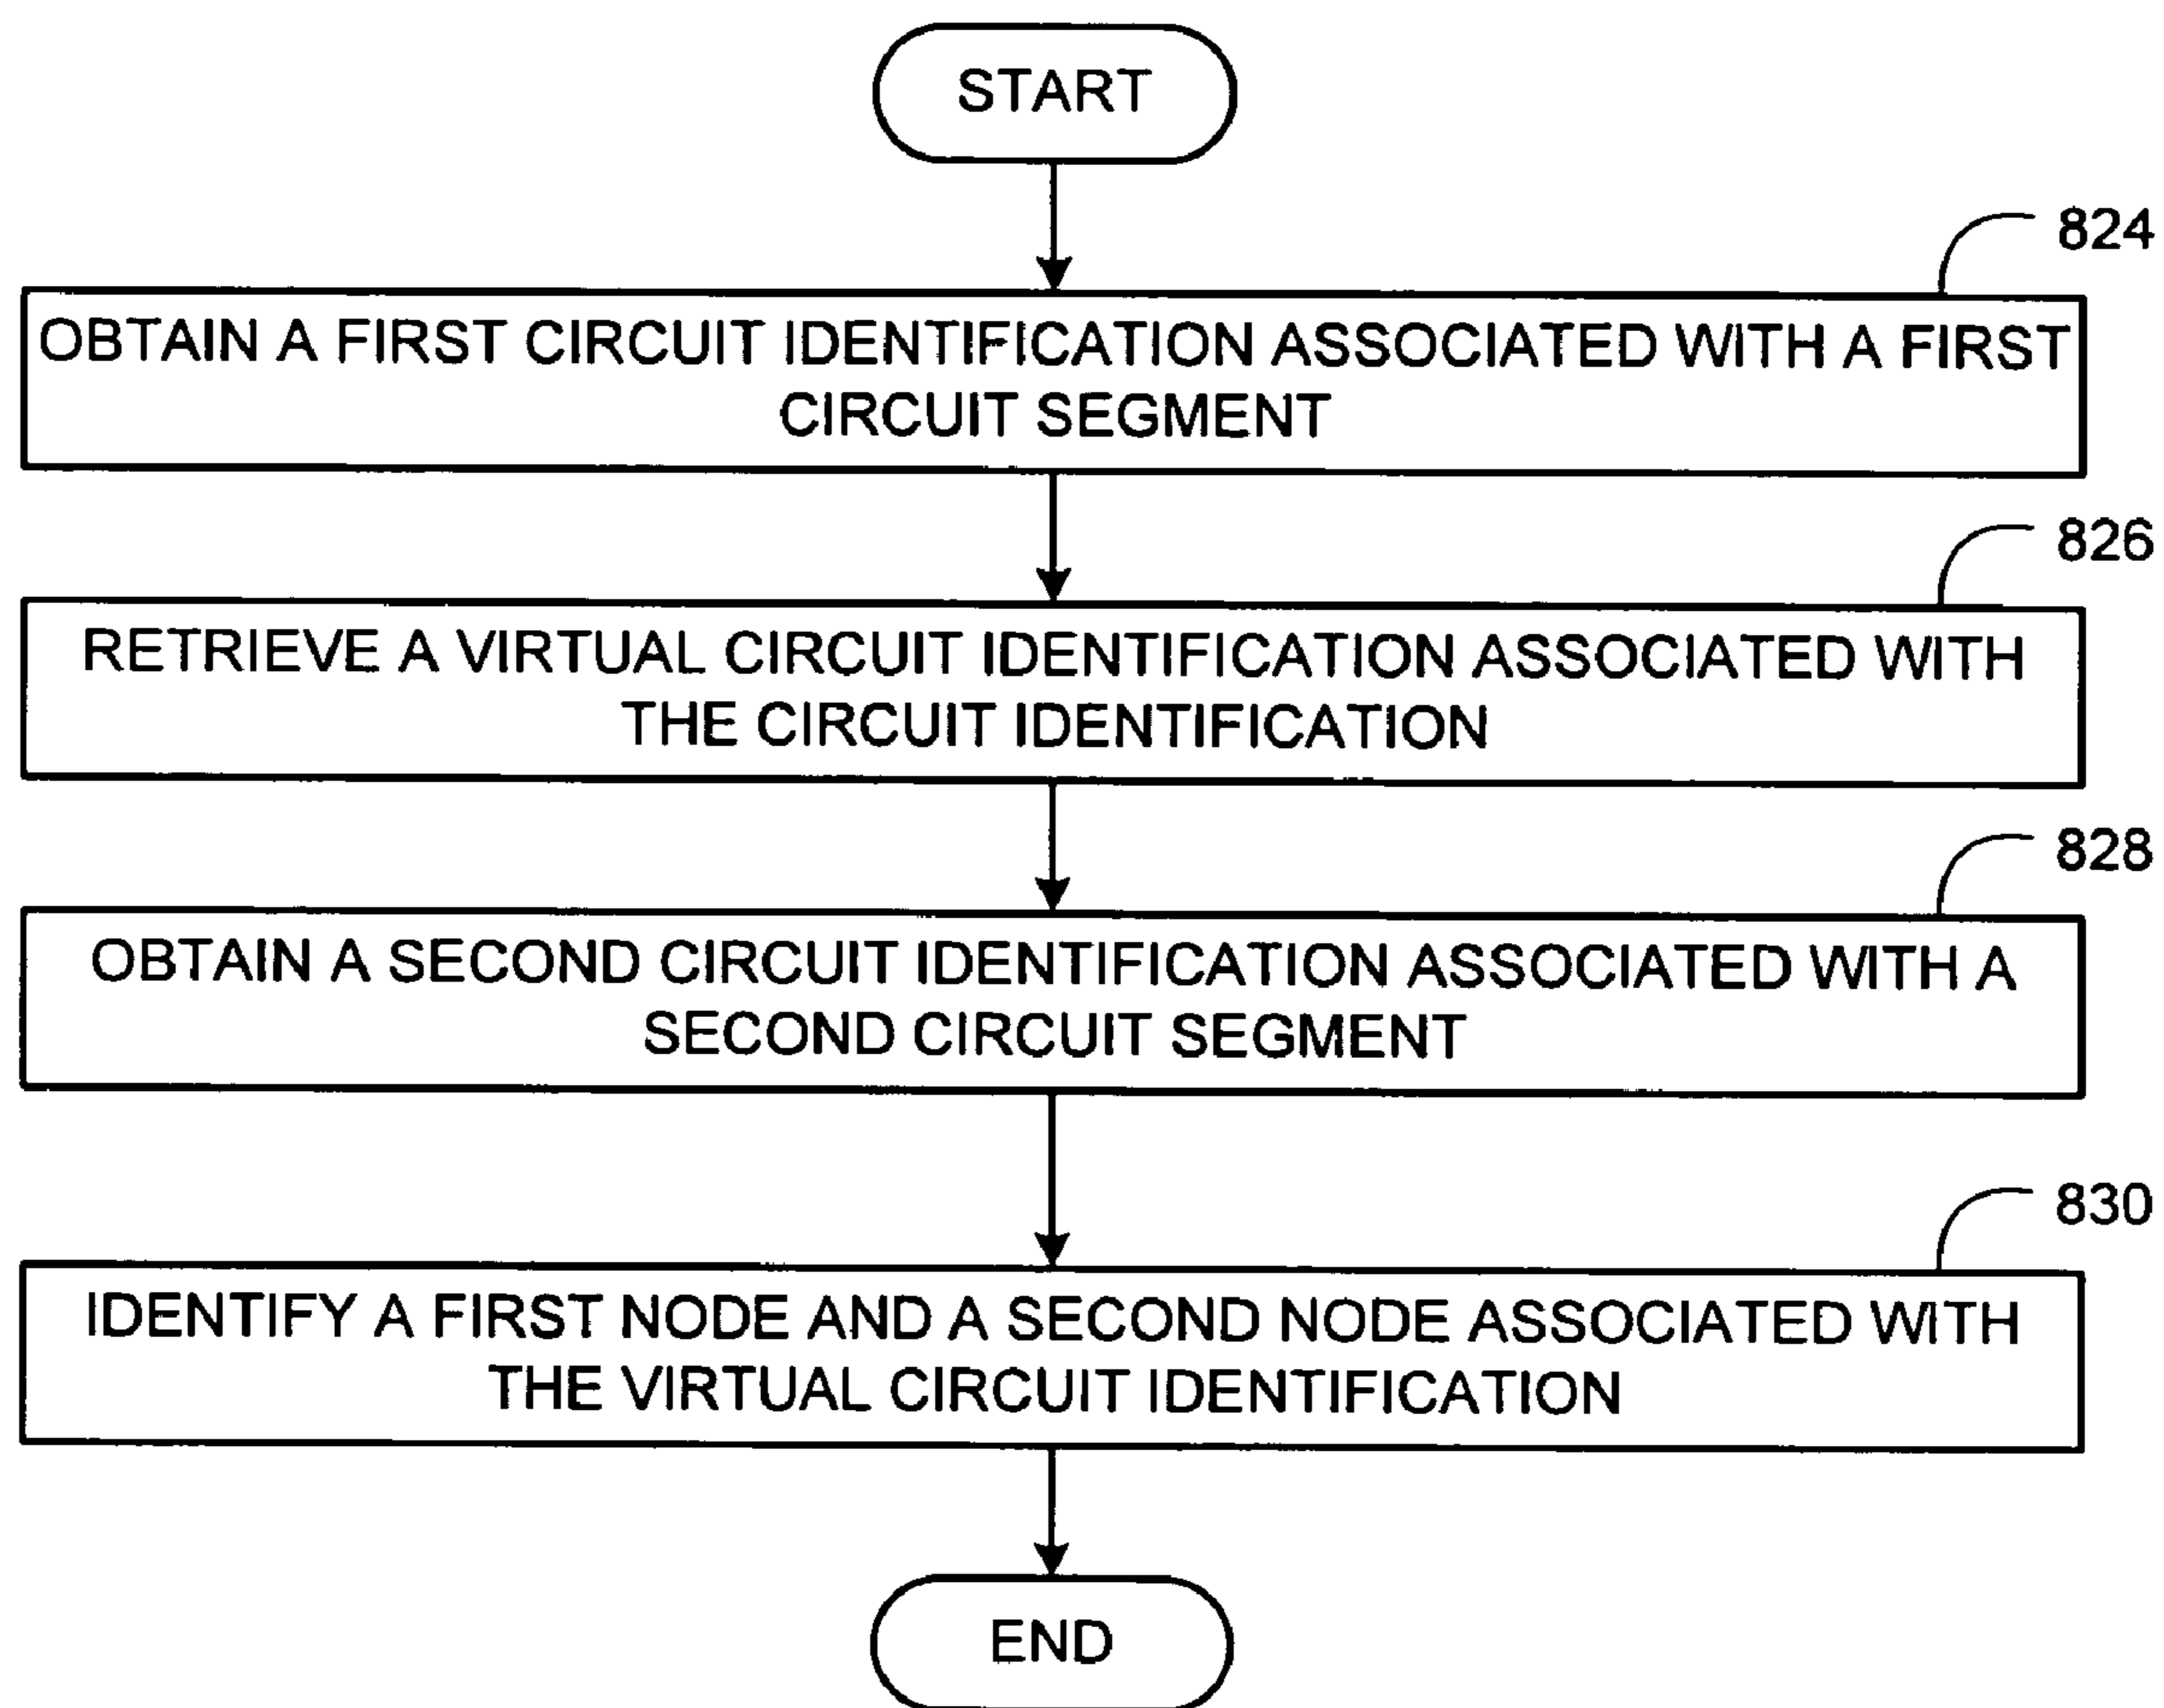 START
824
OBTAIN A FIRST CIRCUIT IDENTIFICATION ASSOCIATED WITH A FIRST
CIRCUIT SEGMENT
826
RETRIEVE A VIRTUAL CIRCUIT IDENTIFICATION ASSOCIATED WITH
THE CIRCUIT IDENTIFICATION
828
OBTAIN A SECOND CIRCUIT IDENTIFICATION ASSOCIATED WITH A
SECOND CIRCUIT SEGMENT
830
IDENTIFY A FIRST NODE AND A SECOND NODE ASSOCIATED WITH
THE VIRTUAL CIRCUIT IDENTIFICATION
END